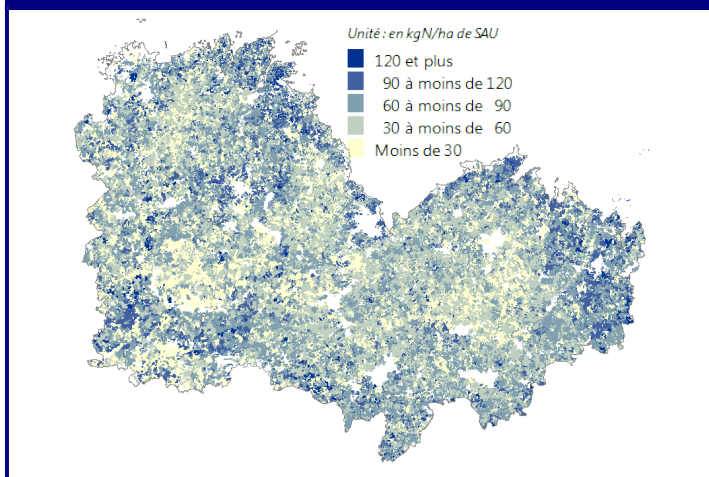 Unité : en kgN/ha de SAU
120 et plus
90 à moins de 120
60 à moins de 90
30 à moins de 60
Moins de 30